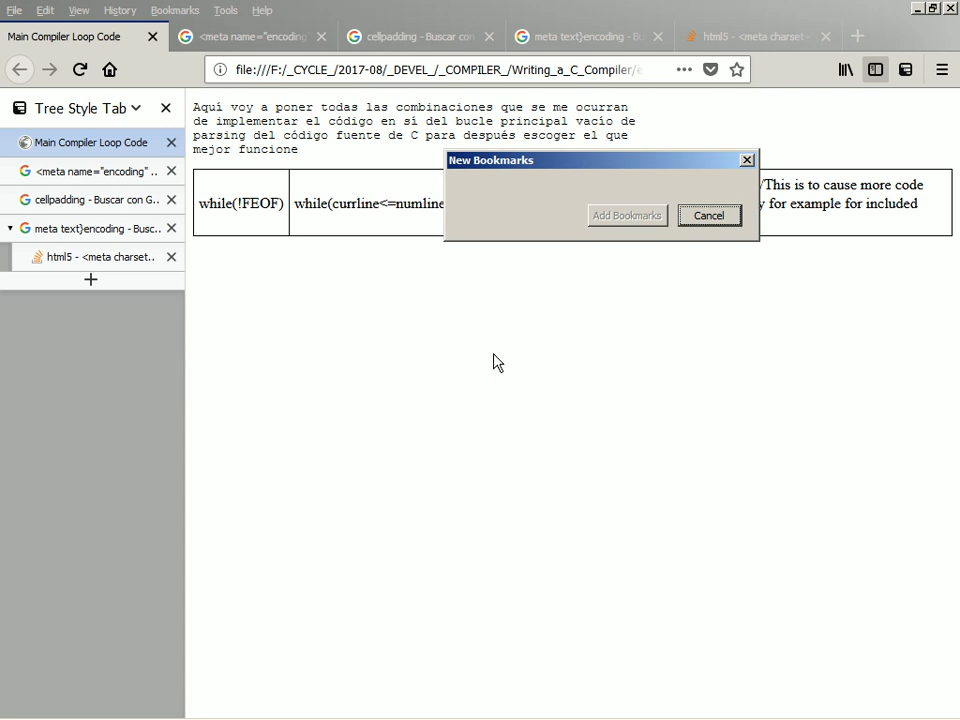 File Edit View History Bookmarks Tools Help
Main Compiler Loop Code
<meta name="encoding
cellpadding - Buscar con
meta text}encoding - Bus
html5 - <meta charset-
file:///F:/_CYCLE_/2017-08/_DEVEL_/_COMPILER_/Writing_a_C_Compiler/
Tree Style Tab
Main Compiler Loop Code
<meta name="encoding" ..
cellpadding - Buscar con G..
meta text}encoding - Busc..
html5 - <meta charset..
Aquí voy a poner todas las combinaciones que se me ocurran
de implementar el código en sí del bucle principal vacío de
parsing del código fuente de C para después escoger el que
mejor funcione
while(!FEOF)
while(currline<=numline
/This is to cause more code
y for example for included
New Bookmarks
Add Bookmarks
Cancel